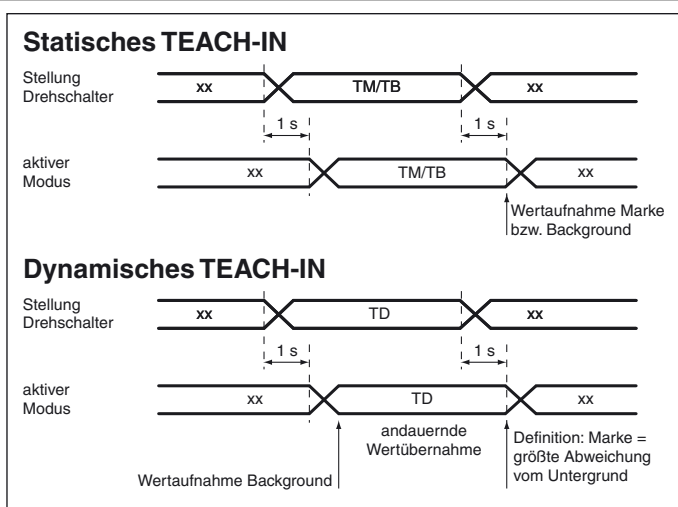 Statisches TEACH-IN
Stellung
Drehschalter
xx TM/TB xx
1 s 1 s
aktiver
Modus
xx TM/TB xx
Wertaufnahme Marke
bzw. Background
Dynamisches TEACH-IN
Stellung
Drehschalter
xx TD xx
1 s 1 s
aktiver
Modus
xx TD xx
andauernde
Wertübernahme
Definition: Marke =
größte Abweichung
vom Untergrund
Wertaufnahme Background